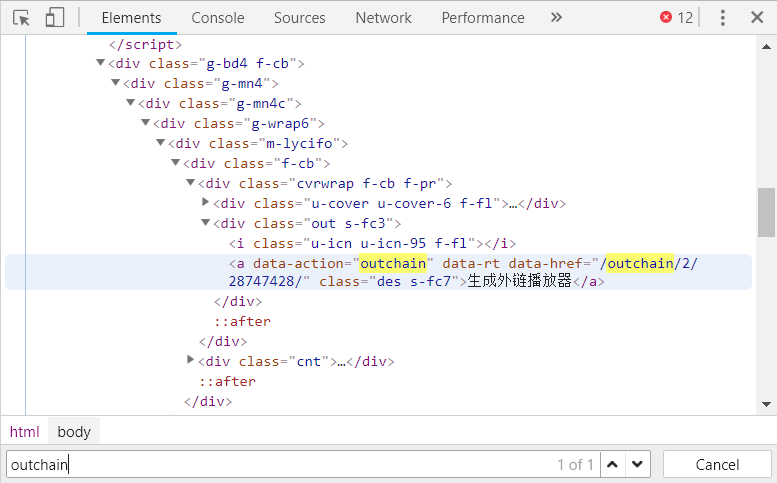 Elements Console Sources Network Performance » 12
</script>
<div class="g-bd4 f-cb">
<div class="g-mn4">
<div class="g-mn4c">
<div class="g-wrap6">
<div class="m-lycifo">
<div class="f-cb">
<div class="cvrwrap f-cb f-pr">
<div class="u-cover u-cover-6 f-fl">…</div>
<div class="out s-fc3">
<i class="u-icn u-icn-95 f-fl"></i>
<a data-action="outchain" data-rt data-href="/outchain/2/
28747428/" class="des s-fc7">生成外链播放器</a>
</div>
::after
</div>
<div class="cnt">…</div>
::after
</div>
html body
outchain 1 of 1 Cancel